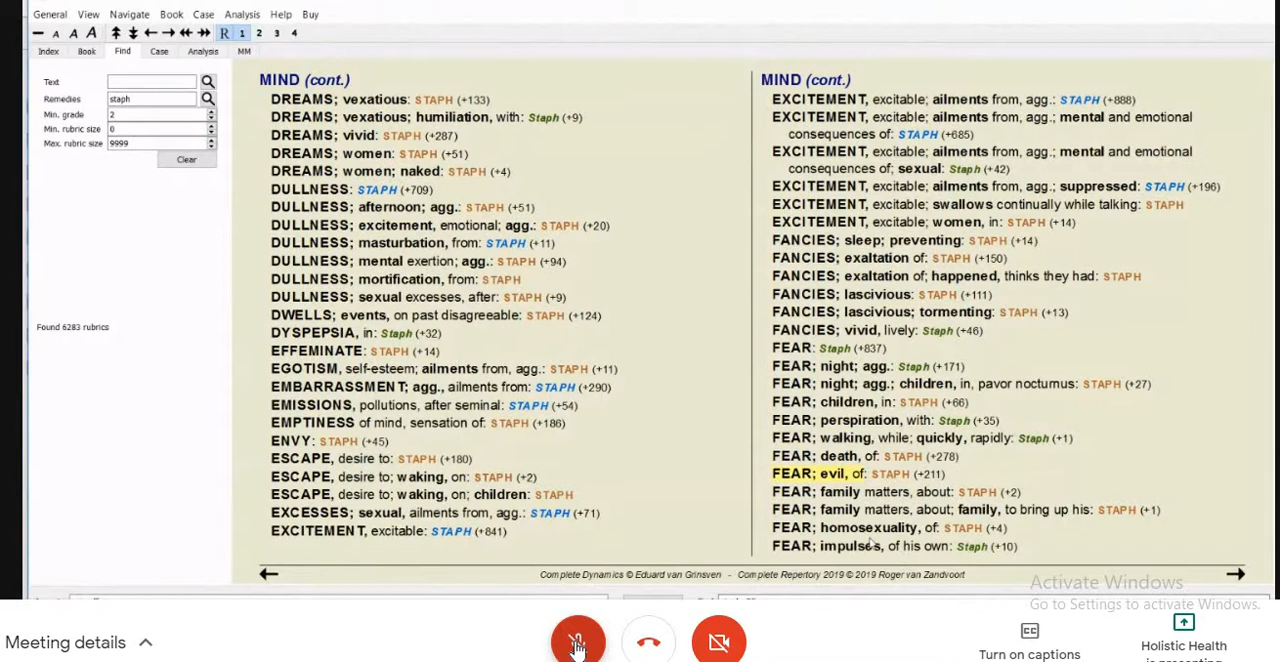 General View Navigate Book Case Analysis Help Buy
A A A R 1 2 3 4
Index Book Find Case Analysis MM
Text
Remedies staph
Min. grade 2
Min. rubric size 0
Max. rubric size 9999
Clear
Found 6283 rubrics
MIND (cont.)
DREAMS; vexatious: STAPH (+133)
DREAMS; vexatious; humiliation, with: Staph (+9)
DREAMS; vivid: STAPH (+287)
DREAMS; women: STAPH (+51)
DREAMS; women; naked: STAPH (+4)
DULLNESS: STAPH (+709)
DULLNESS; afternoon; agg.: STAPH (+51)
DULLNESS; excitement, emotional; agg.: STAPH (+20)
DULLNESS; masturbation, from: STAPH (+11)
DULLNESS; mental exertion; agg.: STAPH (+94)
DULLNESS; mortification, from: STAPH
DULLNESS; sexual excesses, after: STAPH (+9)
DWELLS; events, on past disagreeable: STAPH (+124)
DYSPEPSIA, in: Staph (+32)
EFFEMINATE: STAPH (+14)
EGOTISM, self-esteem; ailments from, agg.: STAPH (+11)
EMBARRASSMENT; agg., ailments from: STAPH (+290)
EMISSIONS, pollutions, after seminal: STAPH (+54)
EMPTINESS of mind, sensation of: STAPH (+186)
ENVY: STAPH (+45)
ESCAPE, desire to: STAPH (+180)
ESCAPE, desire to; waking, on: STAPH (+2)
ESCAPE, desire to; waking, on; children: STAPH
EXCESSES; sexual, ailments from, agg.: STAPH (+71)
EXCITEMENT, excitable: STAPH (+841)
MIND (cont.)
EXCITEMENT, excitable; ailments from, agg.: STAPH (+888)
EXCITEMENT, excitable; ailments from, agg.; mental and emotional
consequences of: STAPH (+685)
EXCITEMENT, excitable; ailments from, agg.; mental and emotional
consequences of; sexual: Staph (+42)
EXCITEMENT, excitable; ailments from, agg.; suppressed: STAPH (+196)
EXCITEMENT, excitable; swallows continually while talking: STAPH
EXCITEMENT, excitable; women, in: STAPH (+14)
FANCIES; sleep; preventing: STAPH (+14)
FANCIES; exaltation of: STAPH (+150)
FANCIES; exaltation of; happened, thinks they had: STAPH
FANCIES; lascivious: STAPH (+111)
FANCIES; lascivious; tormenting: STAPH (+13)
FANCIES; vivid, lively: Staph (+46)
FEAR: Staph (+837)
FEAR; night; agg.: Staph (+171)
FEAR; night; agg.; children, in, pavor nocturnus: STAPH (+27)
FEAR; children, in: STAPH (+66)
FEAR; perspiration, with: Staph (+35)
FEAR; walking, while; quickly, rapidly: Staph (+1)
FEAR; death, of: STAPH (+278)
FEAR; evil, of: STAPH (+211)
FEAR; family matters, about: STAPH (+2)
FEAR; family matters, about; family, to bring up his: STAPH (+1)
FEAR; homosexuality, of: STAPH (+4)
FEAR; impulses, of his own: Staph (+10)
Complete Dynamics © Eduard van Grinsven - Complete Repertory 2019 © 2019 Roger van Zandvoort
Activate Windows
Go to Settings to activate Windows.
Meeting details
Turn on captions
Holistic Health
is presenting